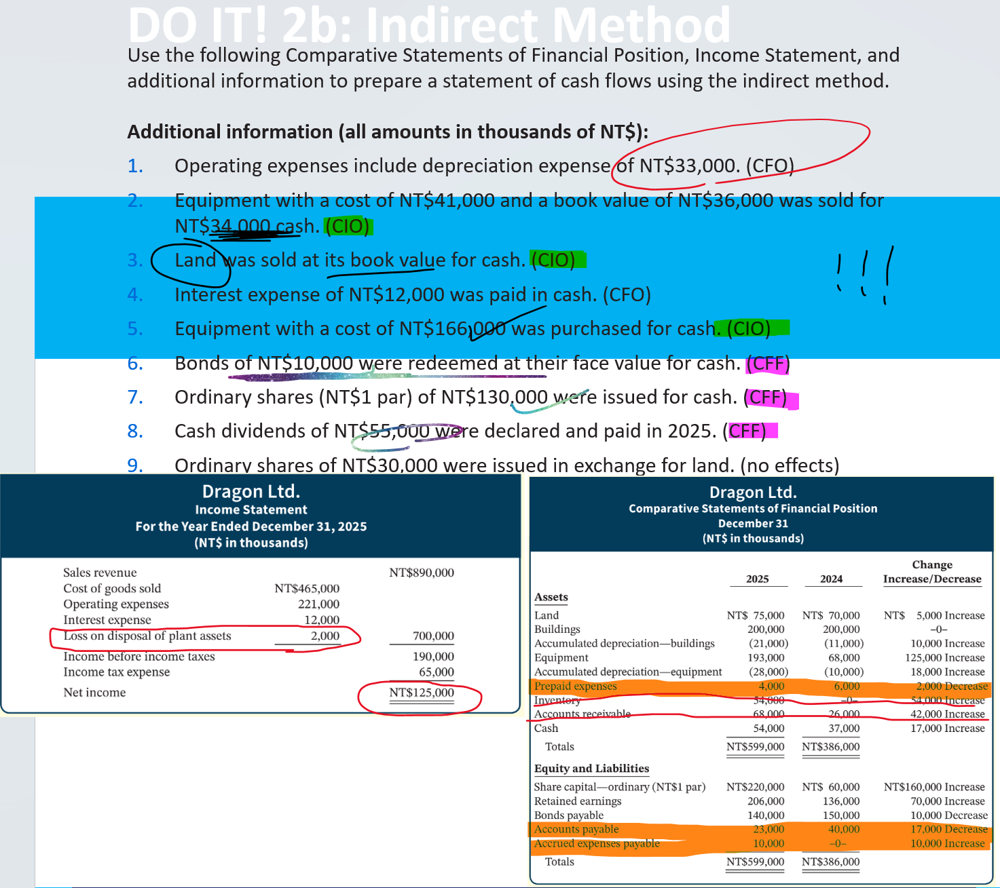 DO IT! 2b: Indirect Method
Use the following Comparative Statements of Financial Position, Income Statement, and
additional information to prepare a statement of cash flows using the indirect method.
Additional information (all amounts in thousands of NT$):
1. Operating expenses include depreciation expense of NT$33,000. (CFO)
2. Equipment with a cost of NT$41,000 and a book value of NT$36,000 was sold for
NT$34,000 cash. (CIO)
3. Land was sold at its book value for cash. (CIO)
4. Interest expense of NT$12,000 was paid in cash. (CFO)
5. Equipment with a cost of NT$166,000 was purchased for cash. (CIO)
6. Bonds of NT$10,000 were redeemed at their face value for cash. (CFF)
7. Ordinary shares (NT$1 par) of NT$130,000 were issued for cash. (CFF)
8. Cash dividends of NT$55,000 were declared and paid in 2025. (CFF)
9. Ordinary shares of NT$30,000 were issued in exchange for land. (no effects)
Dragon Ltd.
Income Statement
For the Year Ended December 31, 2025
(NT$ in thousands)
Sales revenue NT$890,000
Cost of goods sold NT$465,000
Operating expenses 221,000
Interest expense 12,000
Loss on disposal of plant assets 2,000 700,000
Income before income taxes 190,000
Income tax expense 65,000
Net income NT$125,000
Dragon Ltd.
Comparative Statements of Financial Position
December 31
(NT$ in thousands)
Change
2025 2024 Increase/Decrease
Assets
Land NT$ 75,000 NT$ 70,000 NT$ 5,000 Increase
Buildings 200,000 200,000 –0–
Accumulated depreciation—buildings (21,000) (11,000) 10,000 Increase
Equipment 193,000 68,000 125,000 Increase
Accumulated depreciation—equipment (28,000) (10,000) 18,000 Increase
Prepaid expenses 4,000 6,000 2,000 Decrease
Inventory 54,000 –0– 54,000 Increase
Accounts receivable 68,000 26,000 42,000 Increase
Cash 54,000 37,000 17,000 Increase
Totals NT$599,000 NT$386,000
Equity and Liabilities
Share capital—ordinary (NT$1 par) NT$220,000 NT$ 60,000 NT$160,000 Increase
Retained earnings 206,000 136,000 70,000 Increase
Bonds payable 140,000 150,000 10,000 Decrease
Accounts payable 23,000 40,000 17,000 Decrease
Accrued expenses payable 10,000 –0– 10,000 Increase
Totals NT$599,000 NT$386,000